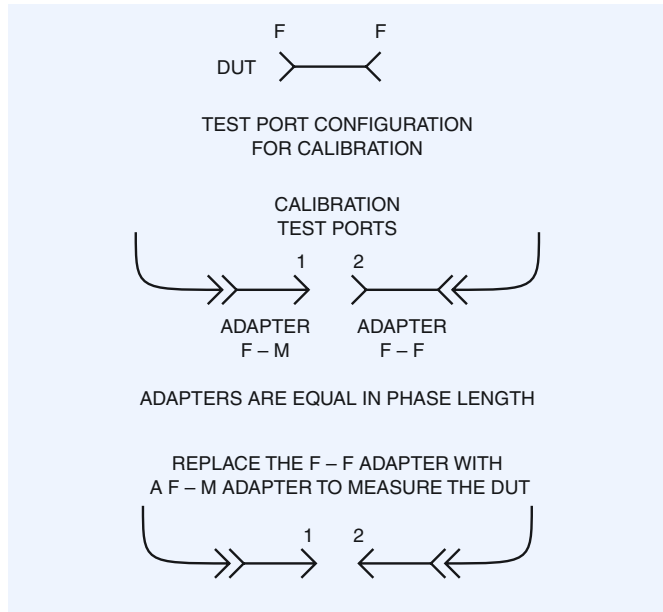 F F
DUT
TEST PORT CONFIGURATION
FOR CALIBRATION
CALIBRATION
TEST PORTS
1 2
ADAPTER ADAPTER
F – M F – F
ADAPTERS ARE EQUAL IN PHASE LENGTH
REPLACE THE F – F ADAPTER WITH
A F – M ADAPTER TO MEASURE THE DUT
1 2